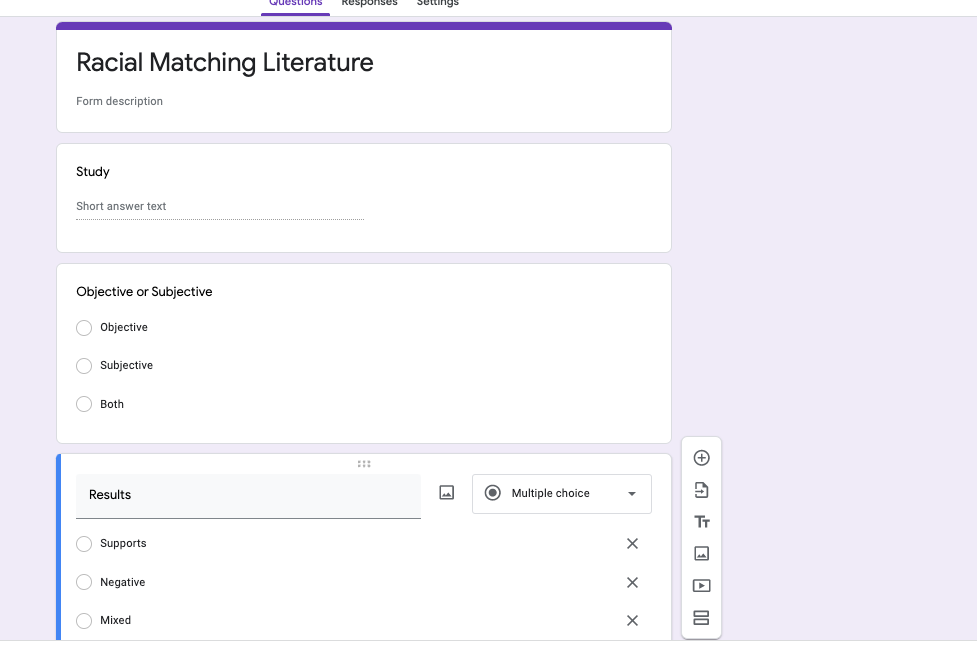 Questions Responses Settings
Racial Matching Literature
Form description
Study
Short answer text
Objective or Subjective
Objective
Subjective
Both
Results
Multiple choice
Supports
Negative
Mixed